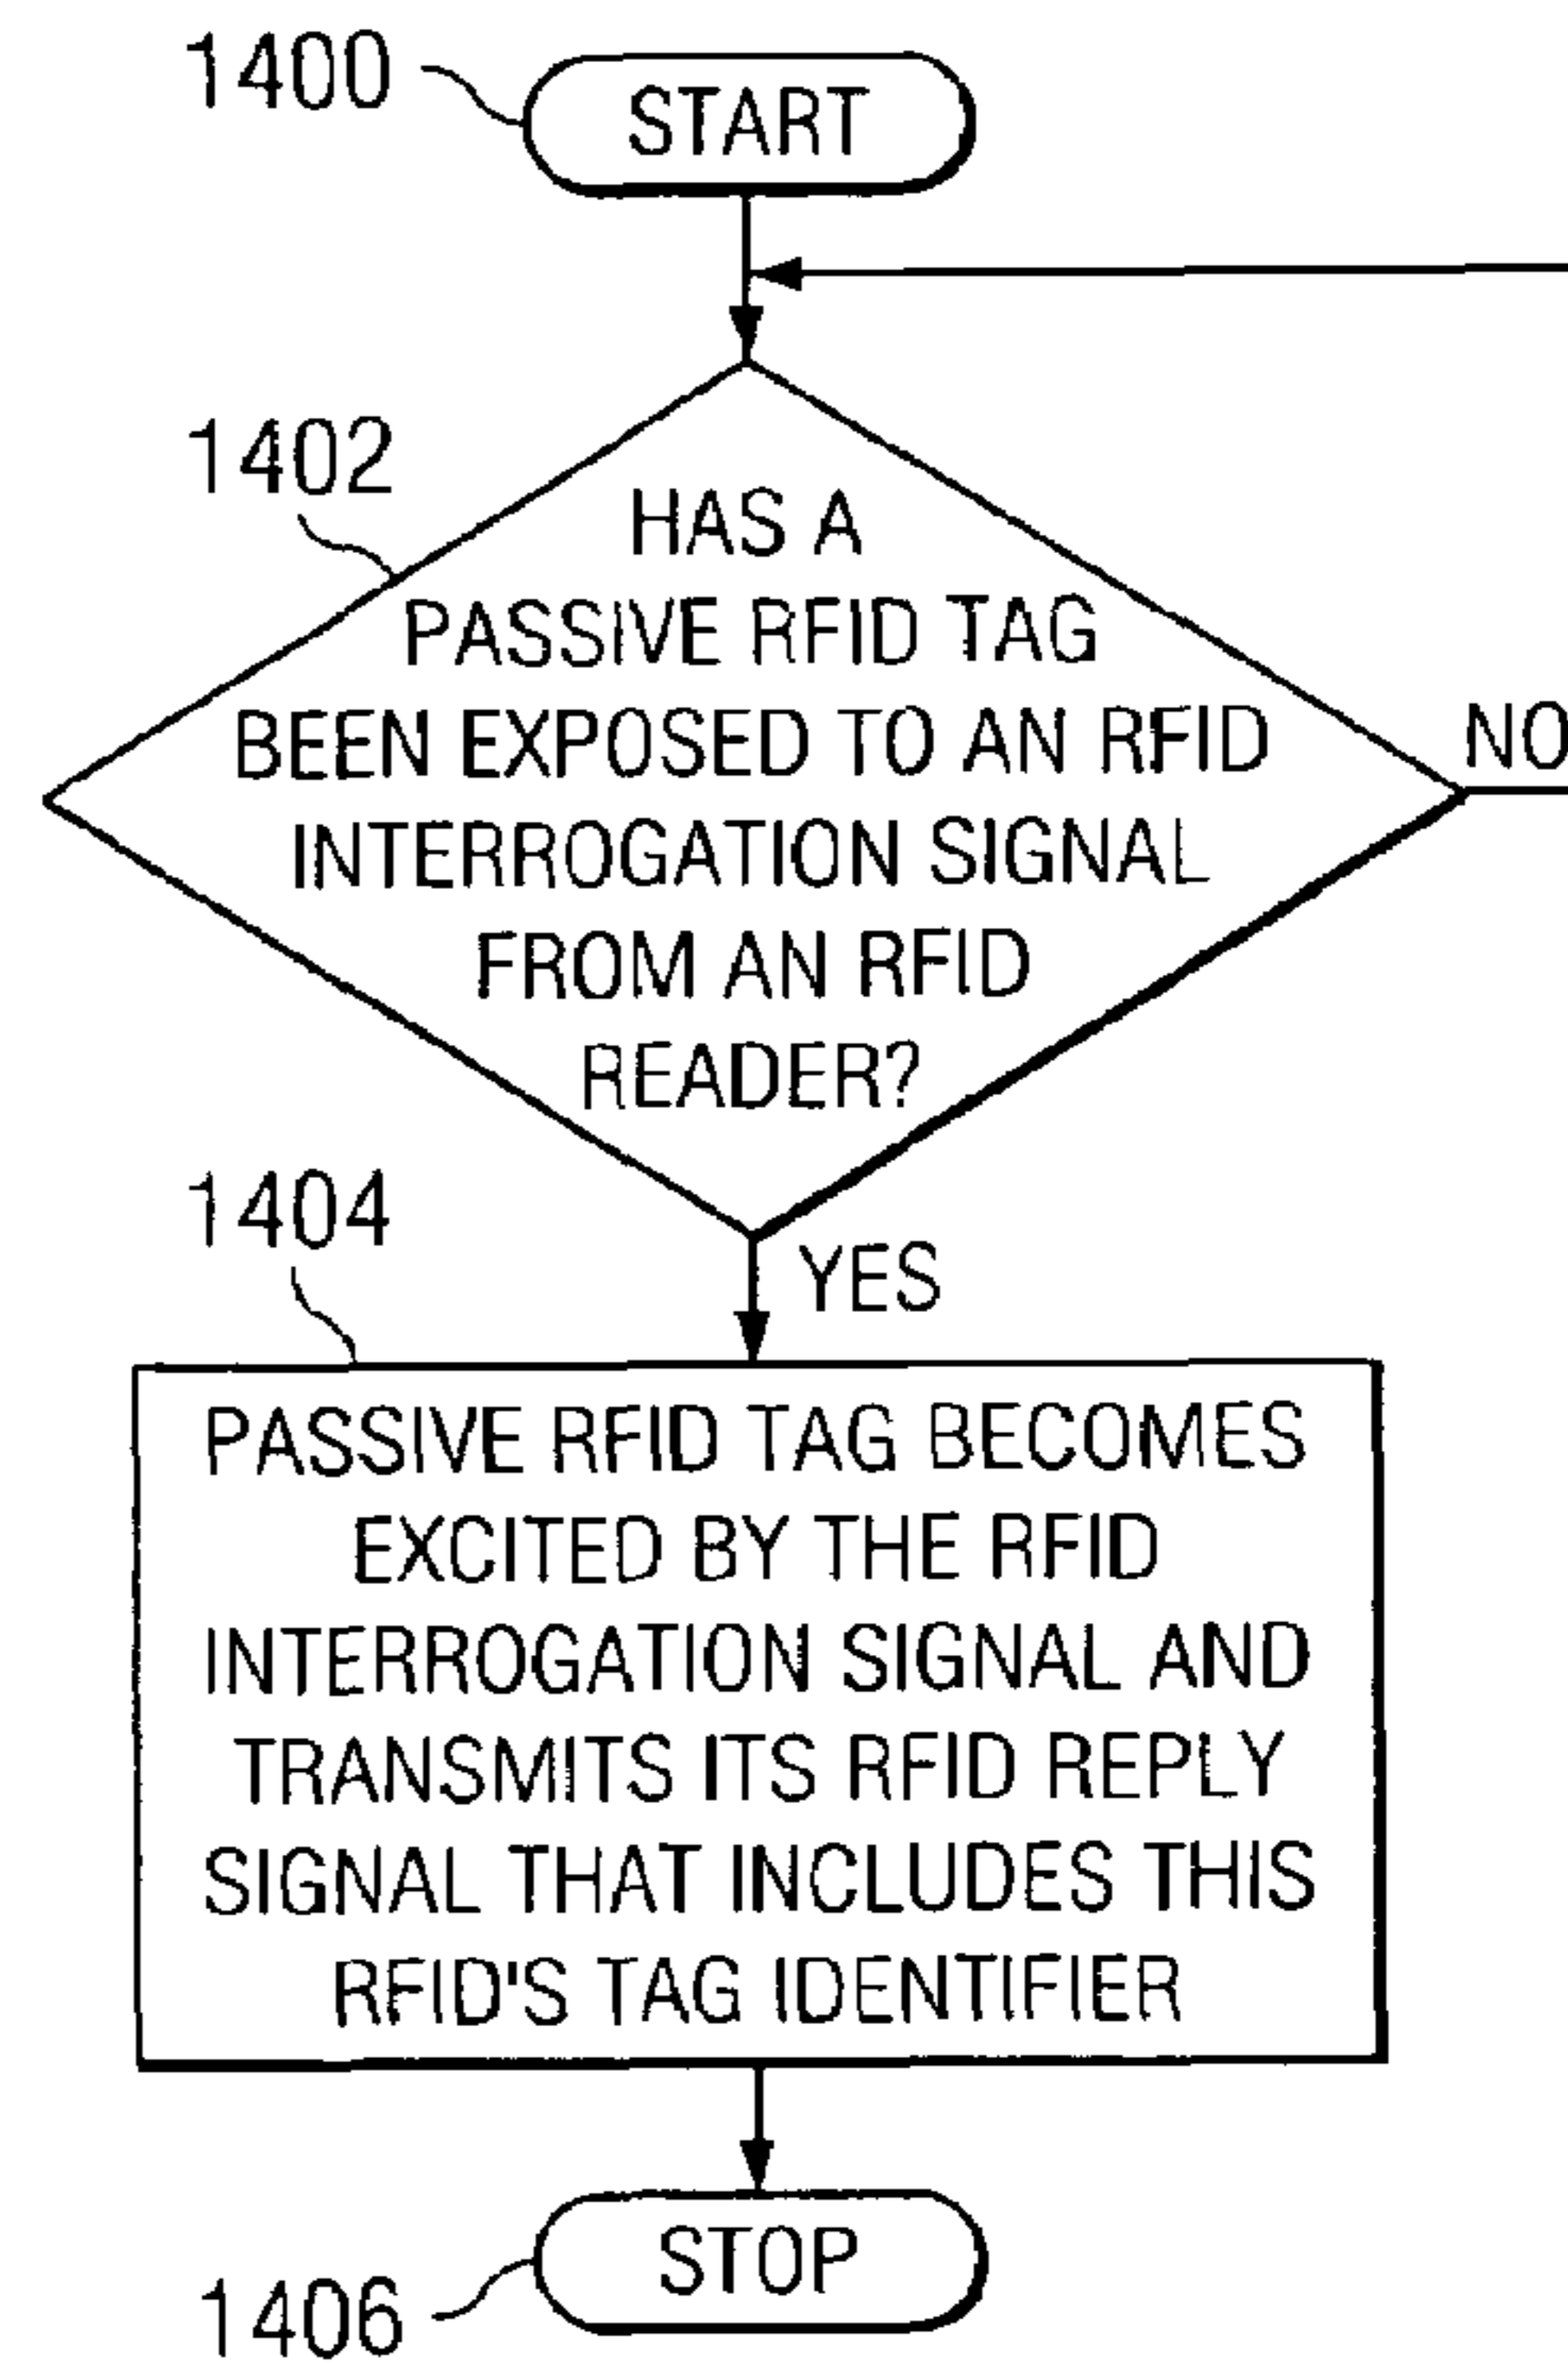 1400
START
1402
HAS A
PASSIVE RFID TAG
BEEN EXPOSED TO AN RFID
INTERROGATION SIGNAL
FROM AN RFID
READER?
NO
1404
YES
PASSIVE RFID TAG BECOMES
EXCITED BY THE RFID
INTERROGATION SIGNAL AND
TRANSMITS ITS RFID REPLY
SIGNAL THAT INCLUDES THIS
RFID'S TAG IDENTIFIER
STOP
1406